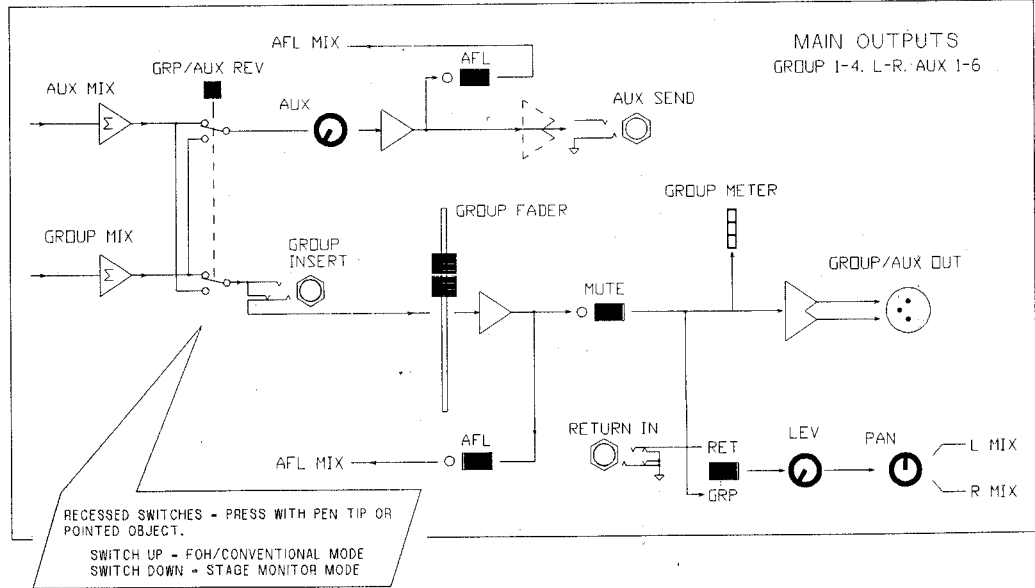 MAIN OUTPUTS
GROUP 1-4. L-R. AUX 1-6
AFL MIX
AFL
GRP/AUX REV
AUX MIX
AUX
AUX SEND
Σ
GROUP METER
GROUP FADER
GROUP MIX
GROUP
INSERT
GROUP/AUX OUT
Σ
MUTE
RETURN IN
RET
LEV
PAN
L MIX
AFL
AFL MIX
GRP
R MIX
RECESSED SWITCHES - PRESS WITH PEN TIP OR
POINTED OBJECT.
SWITCH UP - FOH/CONVENTIONAL MODE
SWITCH DOWN - STAGE MONITOR MODE